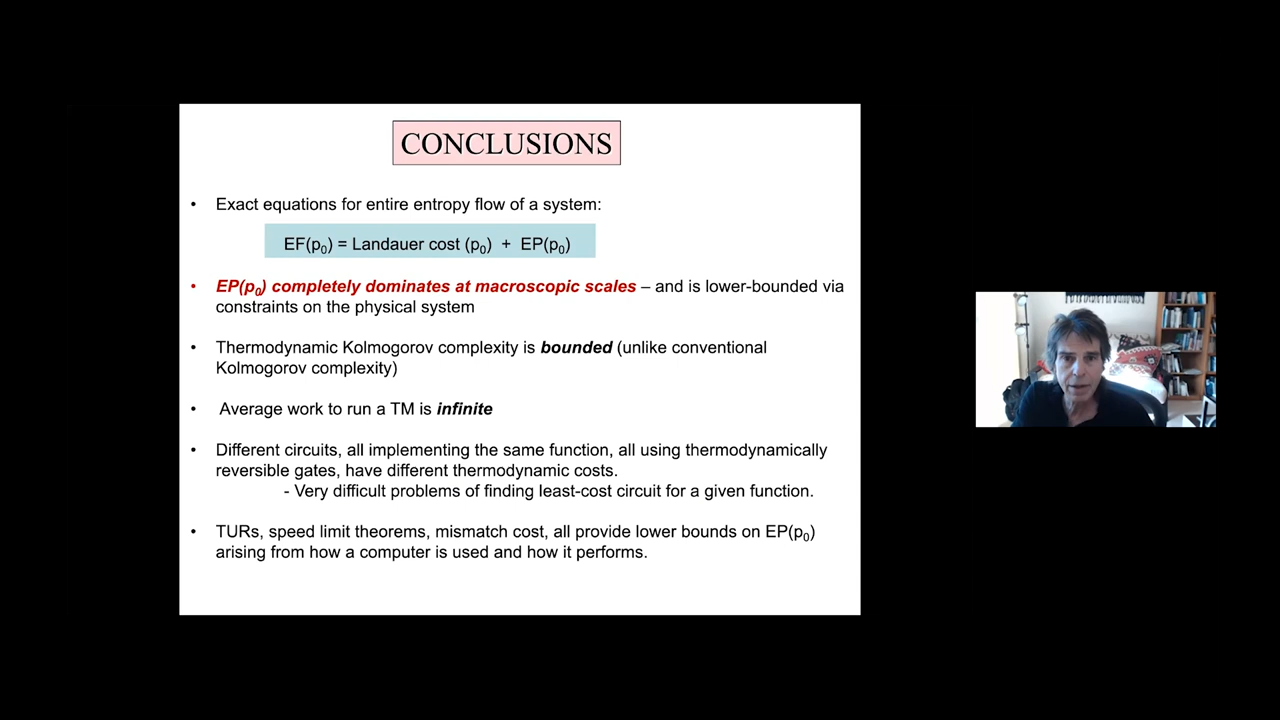 CONCLUSIONS
• Exact equations for entire entropy flow of a system:
EF(p₀) = Landauer cost (p₀) + EP(p₀)
• EP(p₀) completely dominates at macroscopic scales – and is lower-bounded via
constraints on the physical system
• Thermodynamic Kolmogorov complexity is bounded (unlike conventional
Kolmogorov complexity)
• Average work to run a TM is infinite
• Different circuits, all implementing the same function, all using thermodynamically
reversible gates, have different thermodynamic costs.
- Very difficult problems of finding least-cost circuit for a given function.
• TURs, speed limit theorems, mismatch cost, all provide lower bounds on EP(p₀)
arising from how a computer is used and how it performs.